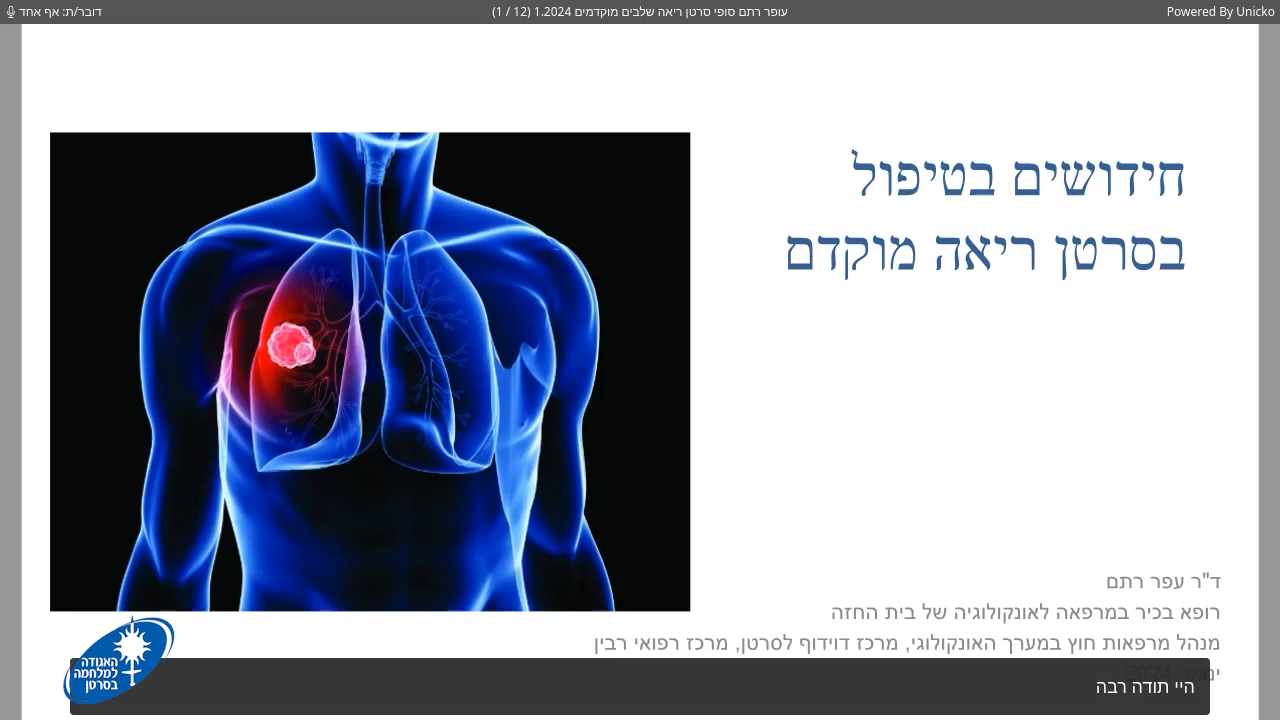 דובר/ת: אף אחד
עופר רתם סופי סרטן ריאה שלבים מוקדמים 1.2024 (12 / 1)
Powered By Unicko
חידושים בטיפול
בסרטן ריאה מוקדם
ד"ר עפר רתם
רופא בכיר במרפאה לאונקולוגיה של בית החזה
מנהל מרפאות חוץ במערך האונקולוגי, מרכז דוידוף לסרטן, מרכז רפואי רבין
האגודה
למלחמה
בסרטן
היי תודה רבה